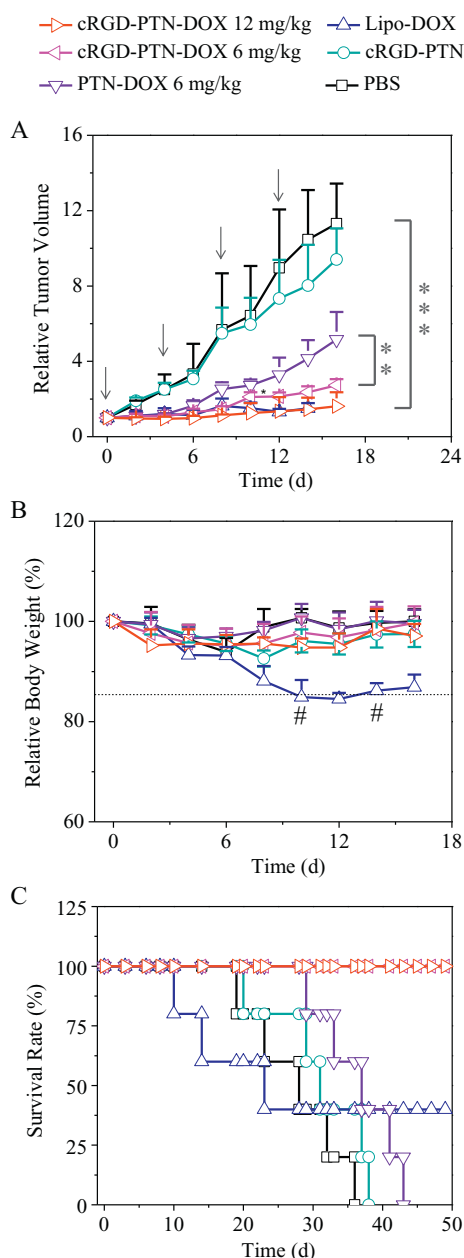 cRGD-PTN-DOX 12 mg/kg Lipo-DOX
cRGD-PTN-DOX 6 mg/kg cRGD-PTN
PTN-DOX 6 mg/kg PBS
A
16
12
8
4
0
Relative Tumor Volume
***
**
*
0 6 12 18 24
Time (d)
B
120
100
80
60
Relative Body Weight (%)
# #
0 6 12 18
Time (d)
C
125
100
75
50
25
0
Survival Rate (%)
0 10 20 30 40 50
Time (d)